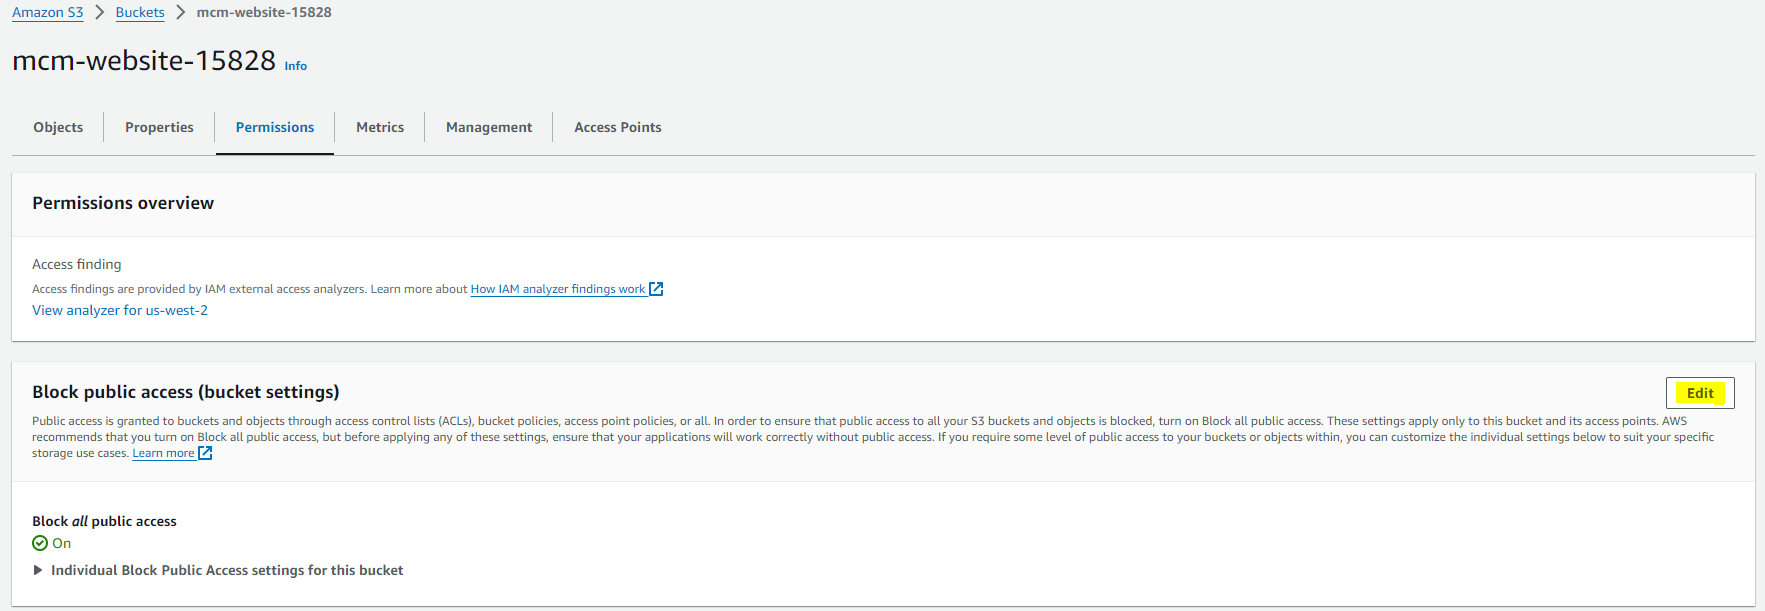 Amazon S3 > Buckets > mcm-website-15828
mcm-website-15828 Info
Objects Properties Permissions Metrics Management Access Points
Permissions overview
Access finding
Access findings are provided by IAM external access analyzers. Learn more about How IAM analyzer findings work
View analyzer for us-west-2
Block public access (bucket settings) Edit
Public access is granted to buckets and objects through access control lists (ACLs), bucket policies, access point policies, or all. In order to ensure that public access to all your S3 buckets and objects is blocked, turn on Block all public access. These settings apply only to this bucket and its access points. AWS
recommends that you turn on Block all public access, but before applying any of these settings, ensure that your applications will work correctly without public access. If you require some level of public access to your buckets or objects within, you can customize the individual settings below to suit your specific
storage use cases. Learn more
Block all public access
On
Individual Block Public Access settings for this bucket